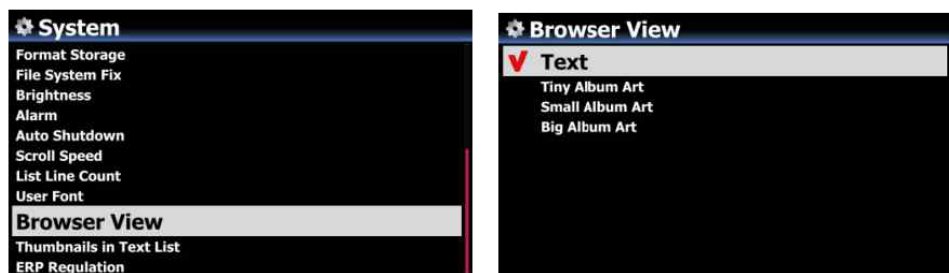 System
Format Storage
File System Fix
Brightness
Alarm
Auto Shutdown
Scroll Speed
List Line Count
User Font
Browser View
Thumbnails in Text List
ERP Regulation
Browser View
Text
Tiny Album Art
Small Album Art
Big Album Art